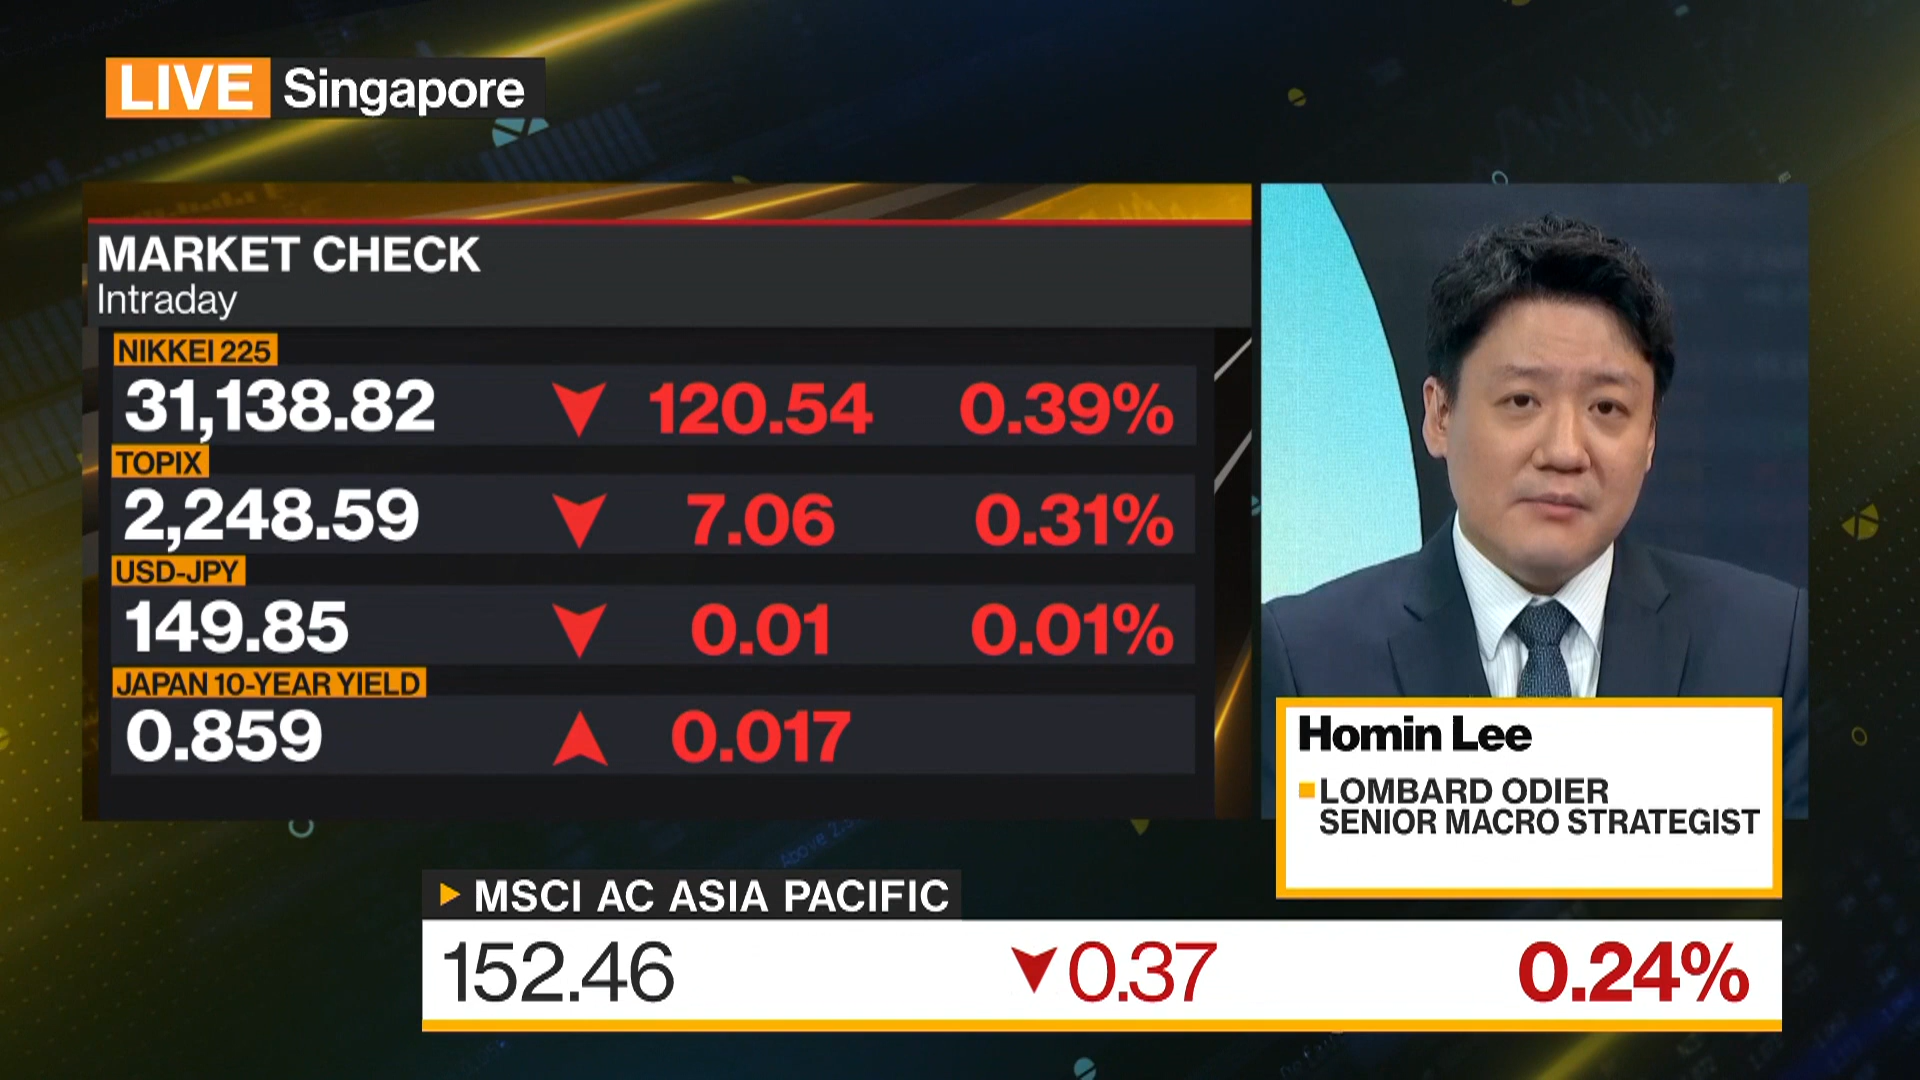 LIVE Singapore
MARKET CHECK
Intraday
NIKKEI 225
31,138.82 120.54 0.39%
TOPIX
2,248.59 7.06 0.31%
USD-JPY
149.85 0.01 0.01%
JAPAN 10-YEAR YIELD
0.859 0.017
Homin Lee
LOMBARD ODIER
SENIOR MACRO STRATEGIST
MSCI AC ASIA PACIFIC
152.46 0.37 0.24%